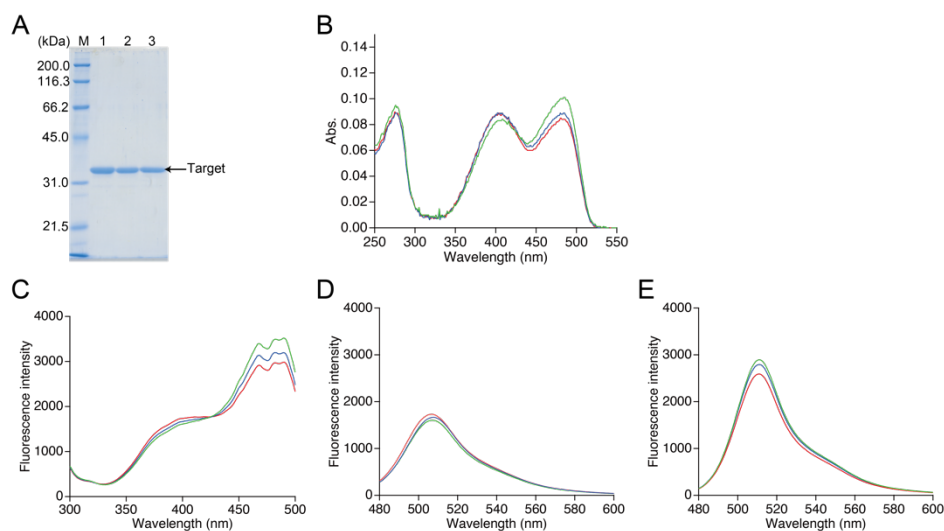 A
(kDa) M 1 2 3
200.0
116.3
66.2
45.0
31.0
21.5
Target
B
0.14
0.12
0.10
0.08
0.06
0.04
0.02
0.00
Abs.
250 300 350 400 450 500 550
Wavelength (nm)
C
4000
3000
2000
1000
0
Fluorescence intensity
300 350 400 450 500
Wavelength (nm)
D
4000
3000
2000
1000
0
Fluorescence intensity
480 500 520 540 560 580 600
Wavelength (nm)
E
4000
3000
2000
1000
0
Fluorescence intensity
480 500 520 540 560 580 600
Wavelength (nm)